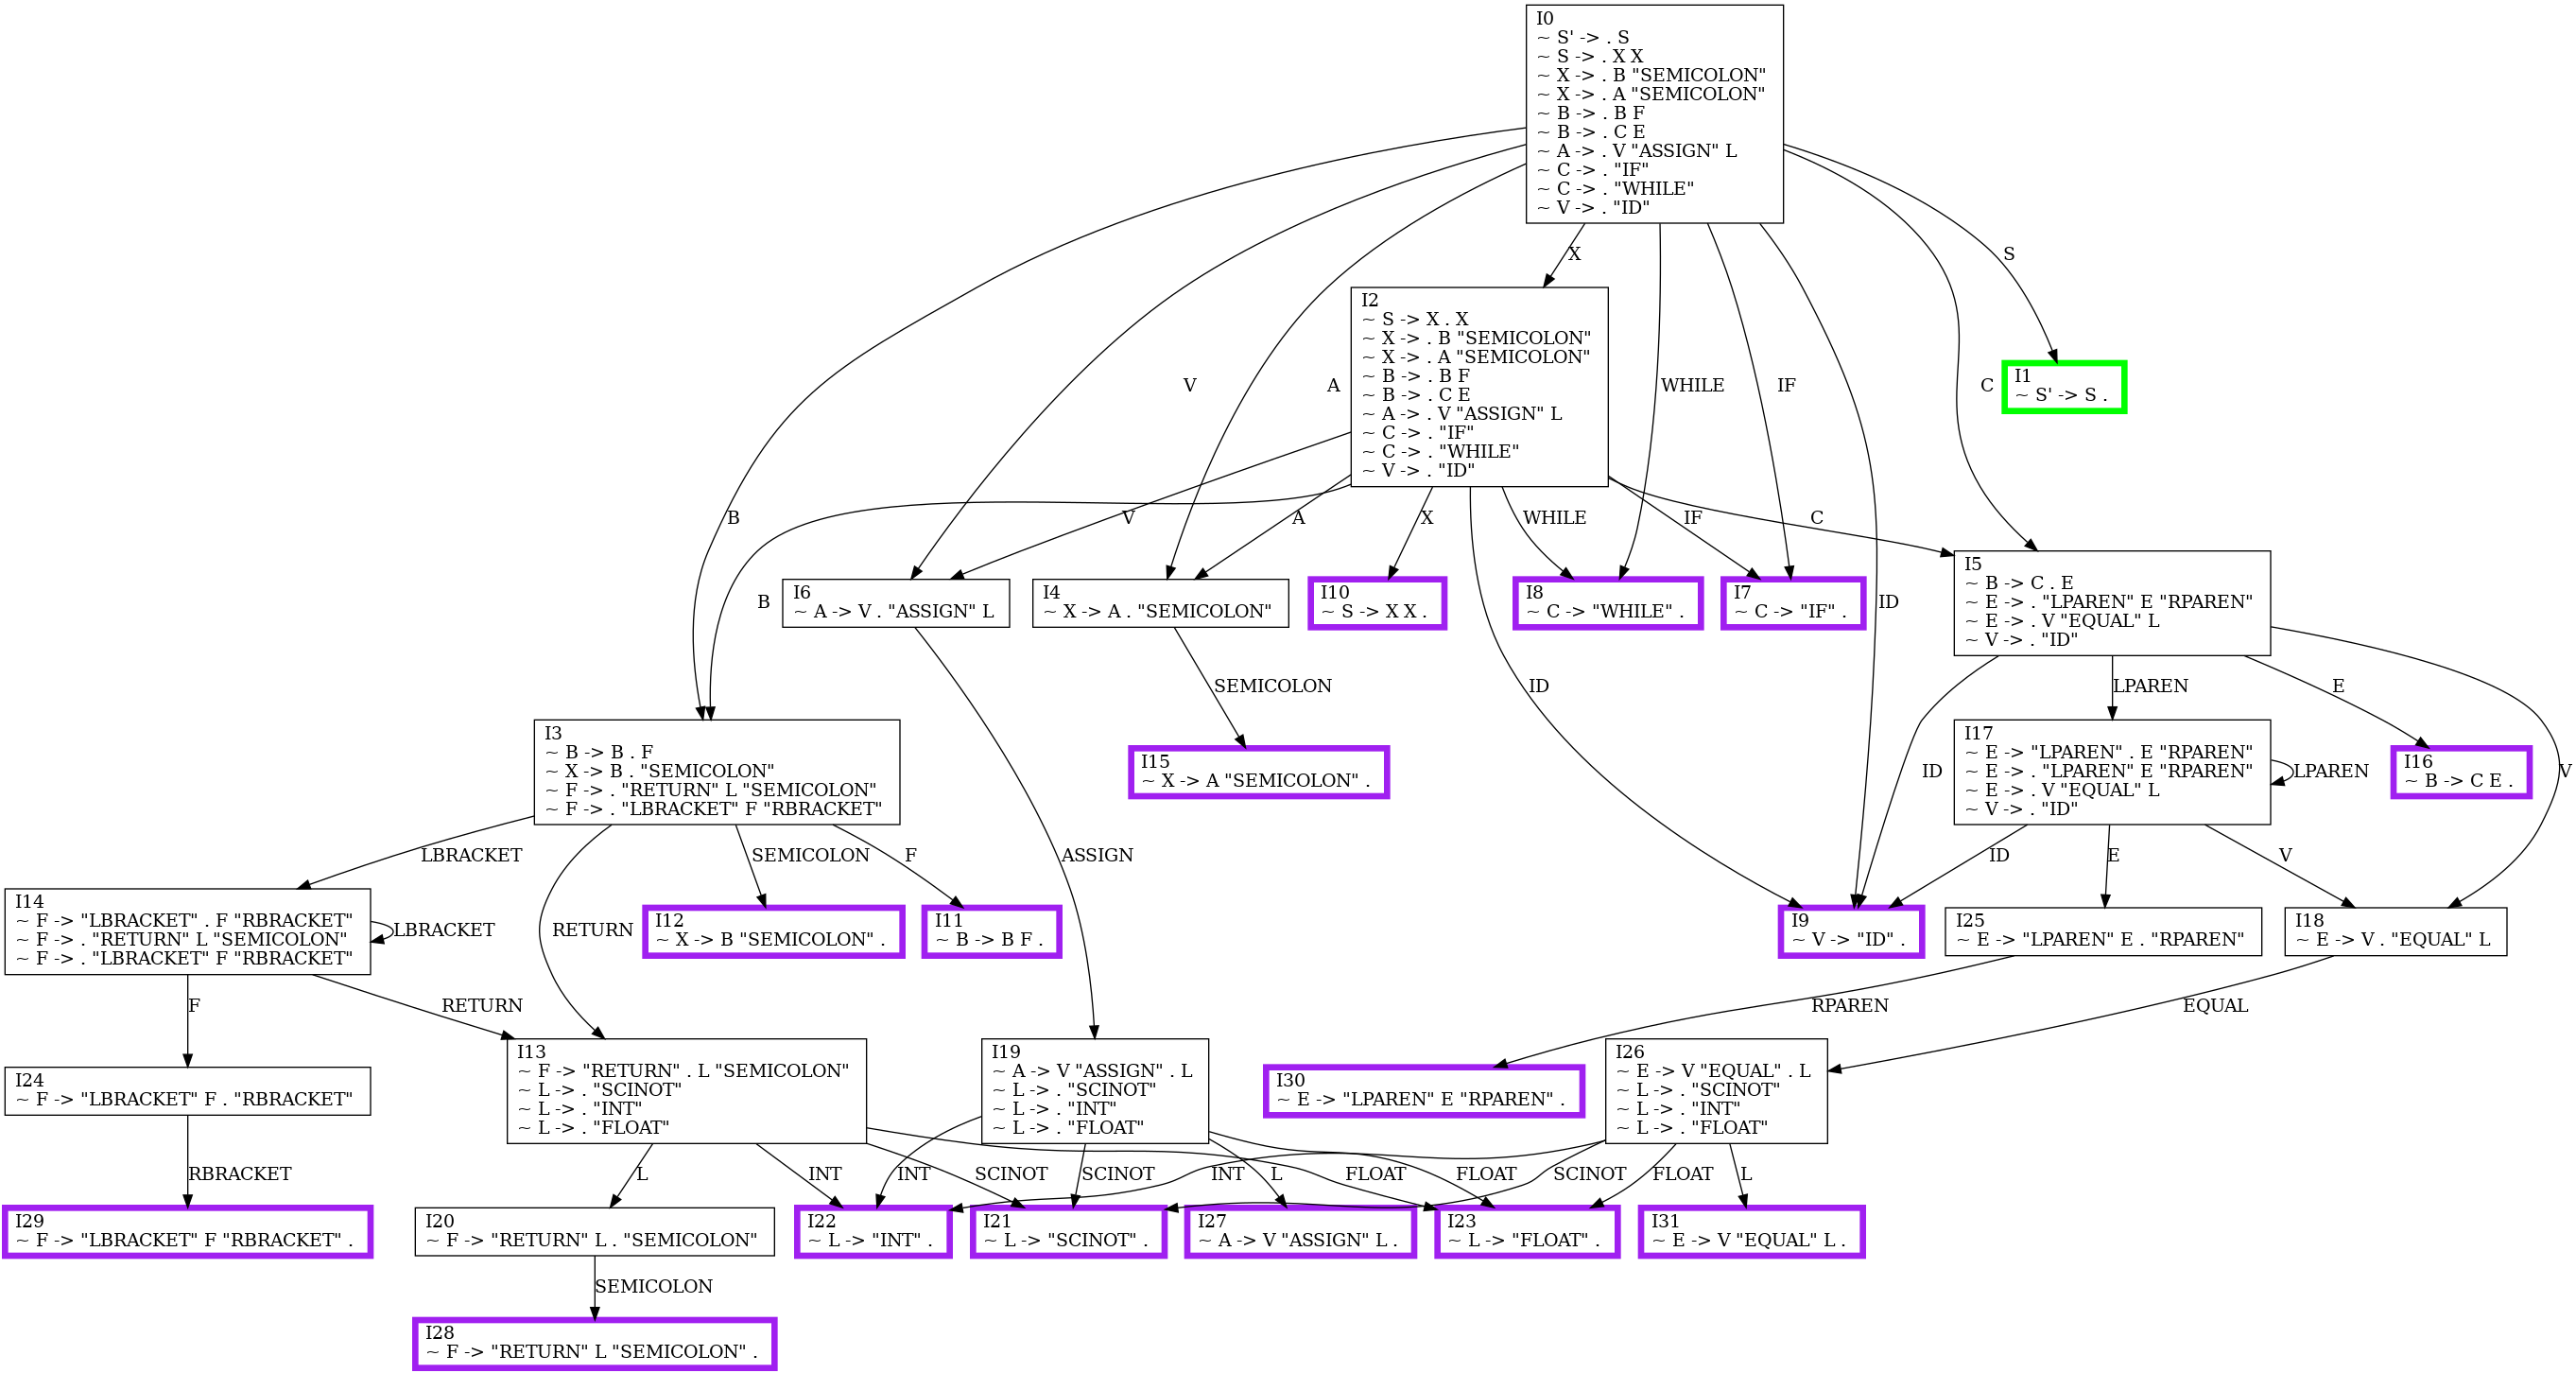 I0
~ S' -> . S
~ S -> . X X
~ X -> . B "SEMICOLON"
~ X -> . A "SEMICOLON"
~ B -> . B F
~ B -> . C E
~ A -> . V "ASSIGN" L
~ C -> . "IF"
~ C -> . "WHILE"
~ V -> . "ID"
X
S
I2
~ S -> X . X
~ X -> . B "SEMICOLON"
~ X -> . A "SEMICOLON"
~ B -> . B F
~ B -> . C E
~ A -> . V "ASSIGN" L
~ C -> . "IF"
~ C -> . "WHILE"
~ V -> . "ID"
V
A
WHILE
IF
C
I1
~ S' -> S .
B
V
A
X
WHILE
IF
C
B
ID
I6
~ A -> V . "ASSIGN" L
I4
~ X -> A . "SEMICOLON"
I10
~ S -> X X .
I8
~ C -> "WHILE" .
I7
~ C -> "IF" .
I5
~ B -> C . E
~ E -> . "LPAREN" E "RPAREN"
~ E -> . V "EQUAL" L
~ V -> . "ID"
SEMICOLON
ID
LPAREN
E
I3
~ B -> B . F
~ X -> B . "SEMICOLON"
~ F -> . "RETURN" L "SEMICOLON"
~ F -> . "LBRACKET" F "RBRACKET"
I15
~ X -> A "SEMICOLON" .
ID
I17
~ E -> "LPAREN" . E "RPAREN"
~ E -> . "LPAREN" E "RPAREN"
~ E -> . V "EQUAL" L
~ V -> . "ID"
LPAREN
I16
~ B -> C E .
V
LBRACKET
SEMICOLON
F
ASSIGN
ID
E
V
I14
~ F -> "LBRACKET" . F "RBRACKET"
~ F -> . "RETURN" L "SEMICOLON"
~ F -> . "LBRACKET" F "RBRACKET"
LBRACKET
RETURN
I12
~ X -> B "SEMICOLON" .
I11
~ B -> B F .
I9
~ V -> "ID" .
I25
~ E -> "LPAREN" E . "RPAREN"
I18
~ E -> V . "EQUAL" L
F
RETURN
RPAREN
EQUAL
I24
~ F -> "LBRACKET" F . "RBRACKET"
I13
~ F -> "RETURN" . L "SEMICOLON"
~ L -> . "SCINOT"
~ L -> . "INT"
~ L -> . "FLOAT"
I19
~ A -> V "ASSIGN" . L
~ L -> . "SCINOT"
~ L -> . "INT"
~ L -> . "FLOAT"
I30
~ E -> "LPAREN" E "RPAREN" .
I26
~ E -> V "EQUAL" . L
~ L -> . "SCINOT"
~ L -> . "INT"
~ L -> . "FLOAT"
RBRACKET
L
INT
INT
SCINOT
SCINOT
INT
L
FLOAT
FLOAT
SCINOT
FLOAT
L
I29
~ F -> "LBRACKET" F "RBRACKET" .
I20
~ F -> "RETURN" L . "SEMICOLON"
I22
~ L -> "INT" .
I21
~ L -> "SCINOT" .
I27
~ A -> V "ASSIGN" L .
I23
~ L -> "FLOAT" .
I31
~ E -> V "EQUAL" L .
SEMICOLON
I28
~ F -> "RETURN" L "SEMICOLON" .